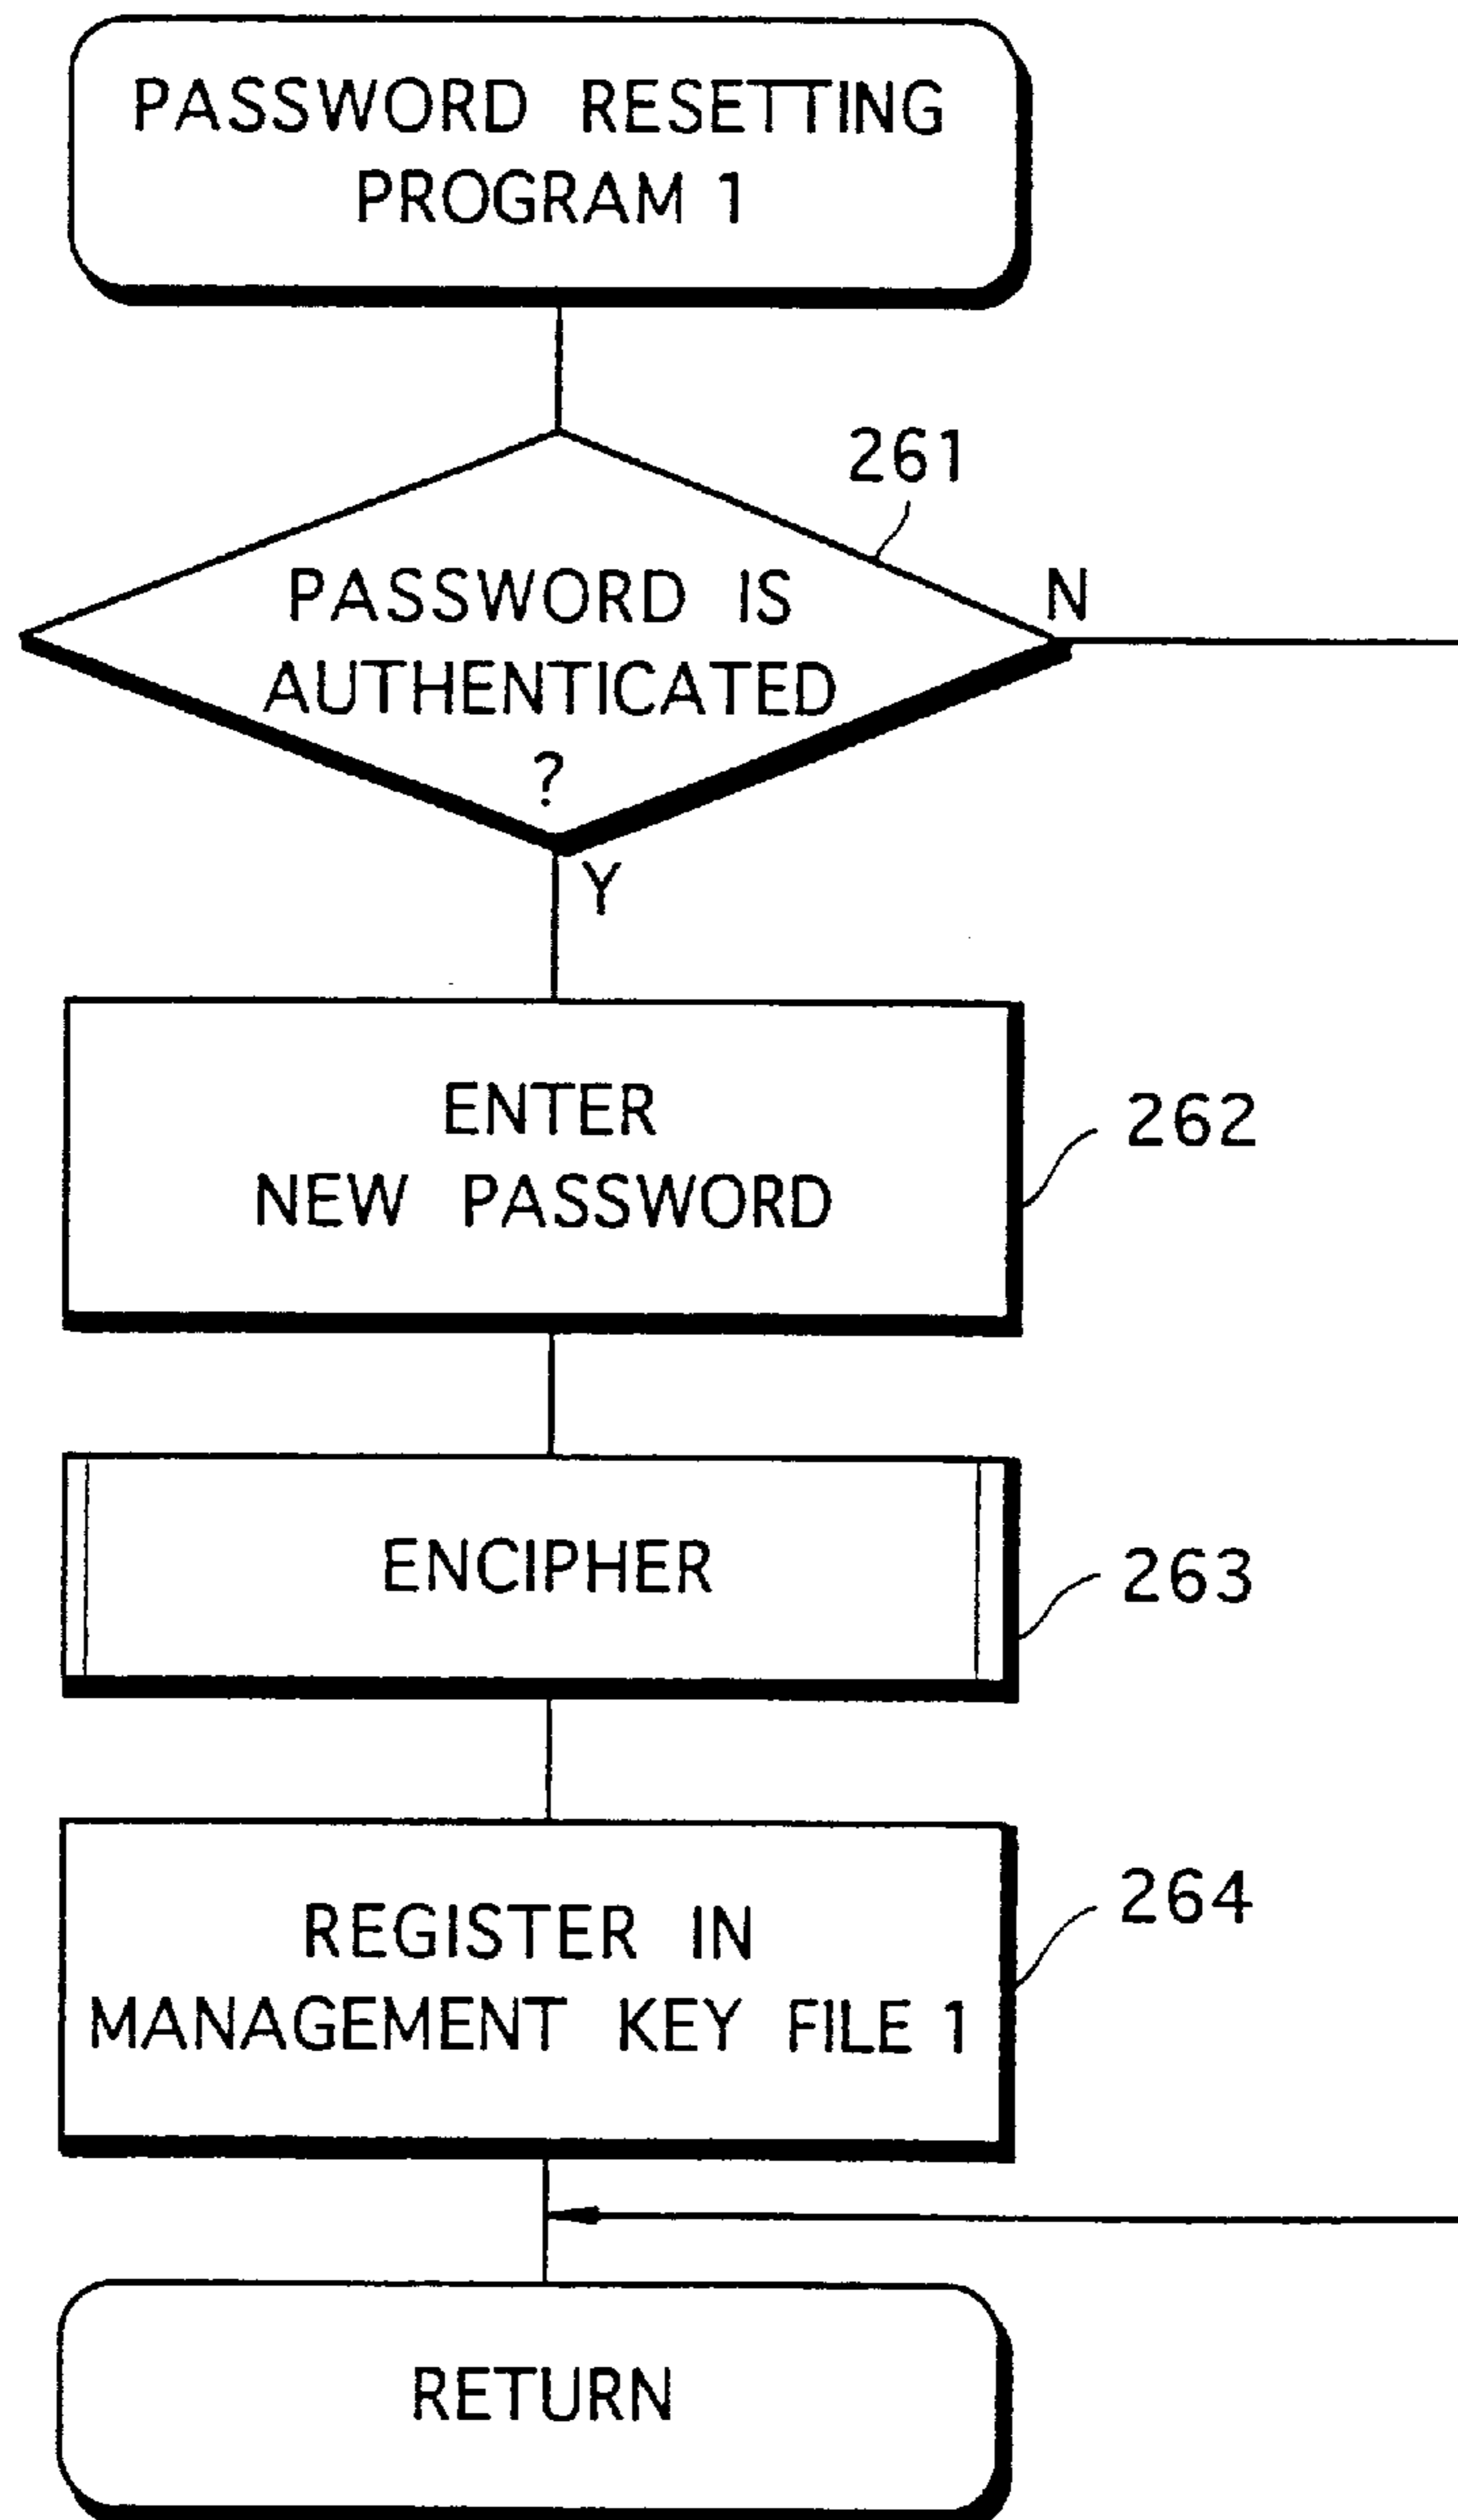 PASSWORD RESETTING
PROGRAM 1
261
PASSWORD IS
AUTHENTICATED
?
N
Y
ENTER
NEW PASSWORD
262
ENCIPHER
263
REGISTER IN
MANAGEMENT KEY FILE 1
264
RETURN